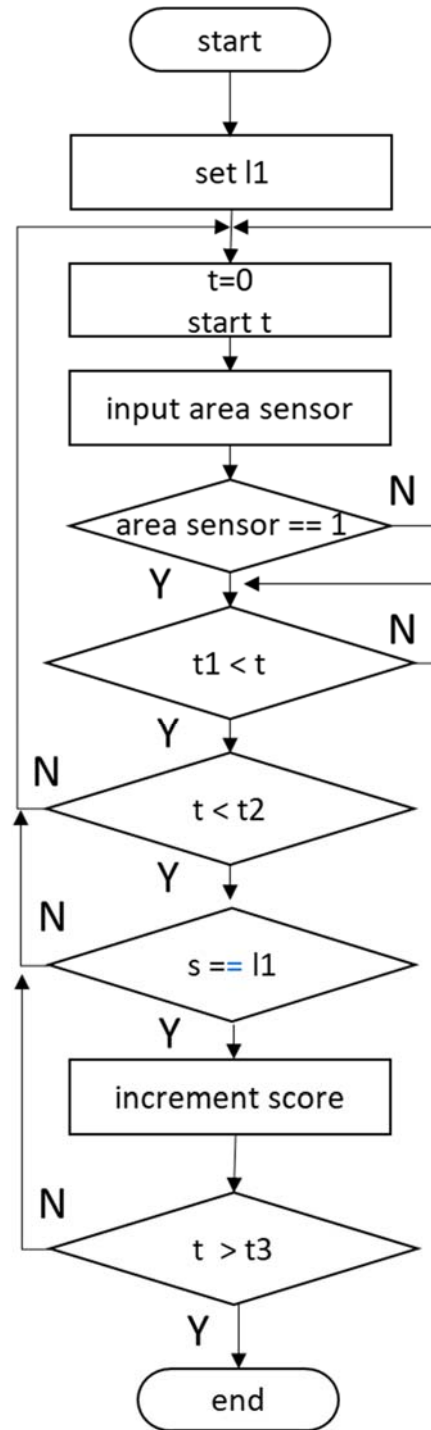 start
set l1
t=0
start t
input area sensor
area sensor == 1
N
Y
t1 < t
N
Y
t < t2
N
Y
s == l1
N
Y
increment score
t > t3
N
Y
end